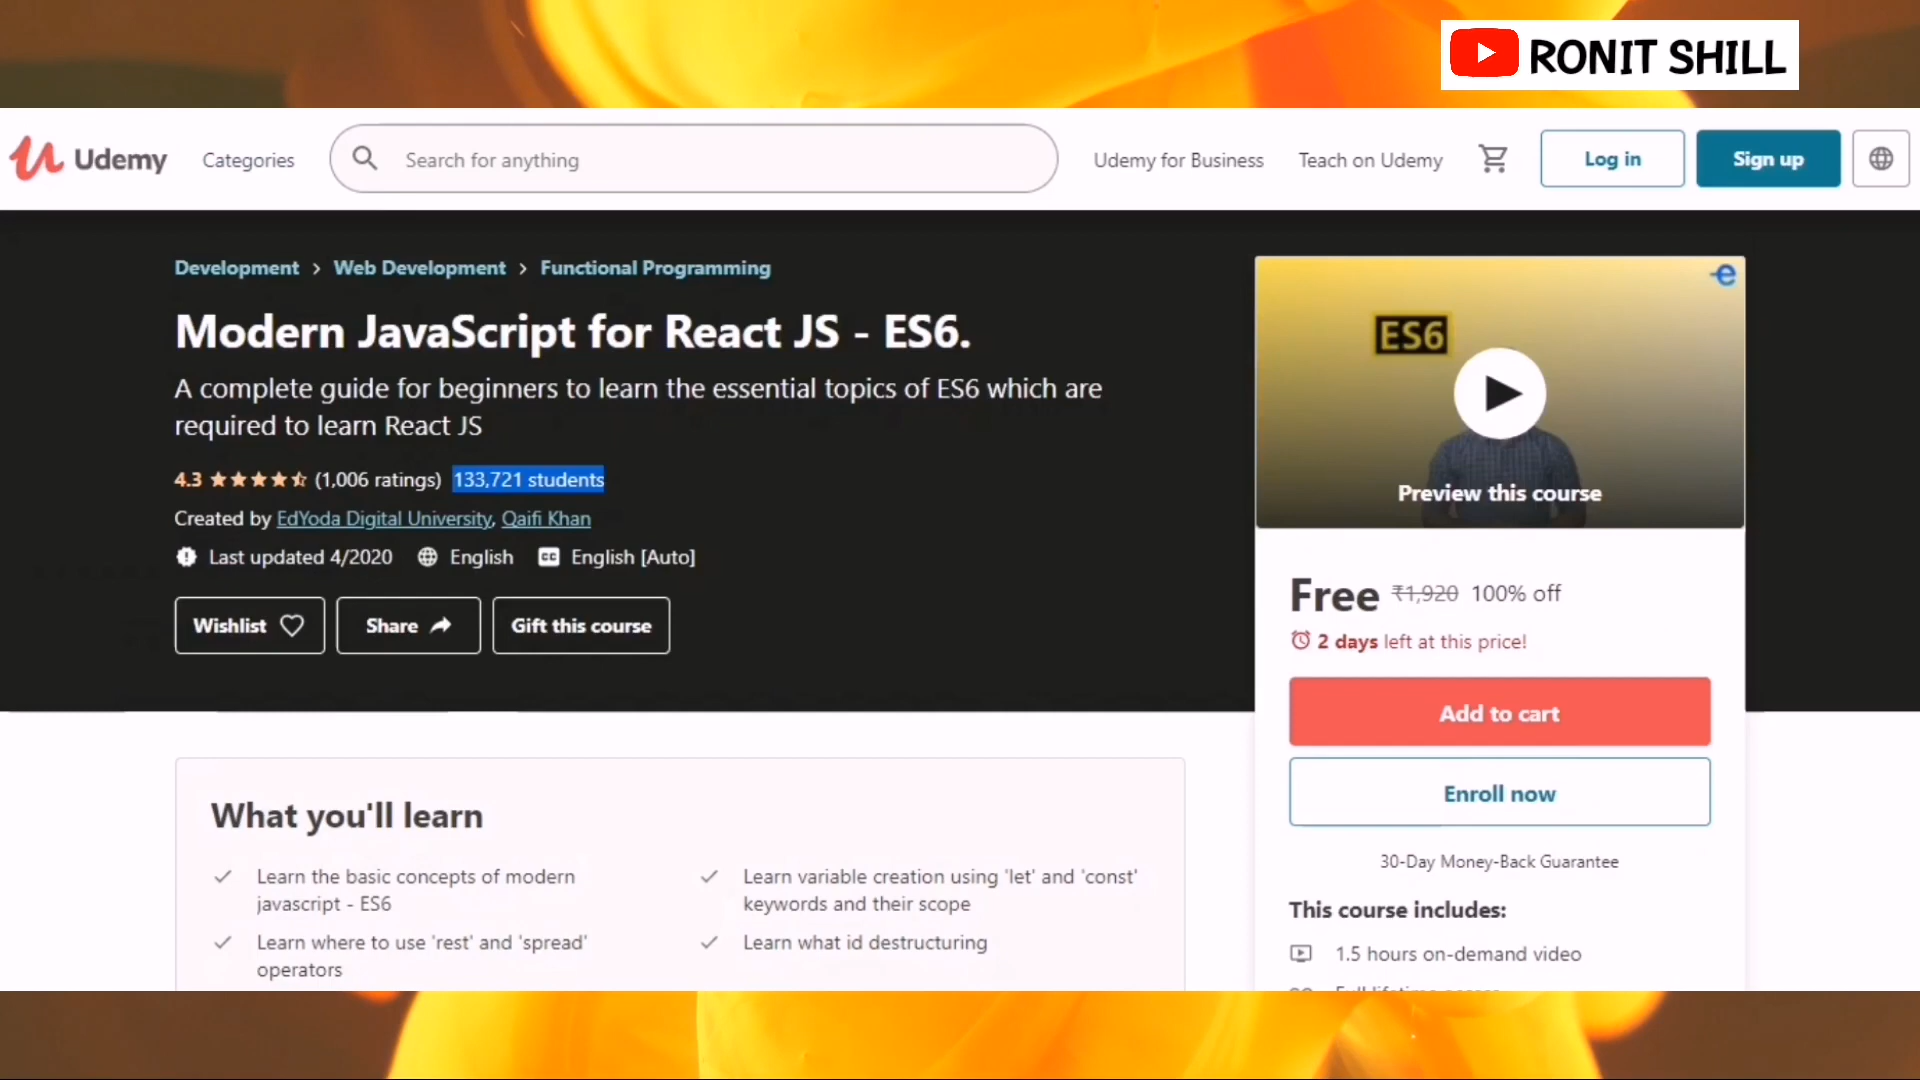 RONIT SHILL
Udemy
Categories
Search for anything
Udemy for Business
Teach on Udemy
Log in
Sign up
Development > Web Development > Functional Programming
Modern JavaScript for React JS - ES6.
A complete guide for beginners to learn the essential topics of ES6 which are
required to learn React JS
4.3 (1,006 ratings) 133,721 students
Created by EdYoda Digital University, Qaifi Khan
Last updated 4/2020 English CC English [Auto]
Wishlist
Share
Gift this course
What you'll learn
Learn the basic concepts of modern
javascript - ES6
Learn where to use 'rest' and 'spread'
operators
Learn variable creation using 'let' and 'const'
keywords and their scope
Learn what id destructuring
e
ES6
Preview this course
Free ₹1,920 100% off
2 days left at this price!
Add to cart
Enroll now
30-Day Money-Back Guarantee
This course includes:
1.5 hours on-demand video